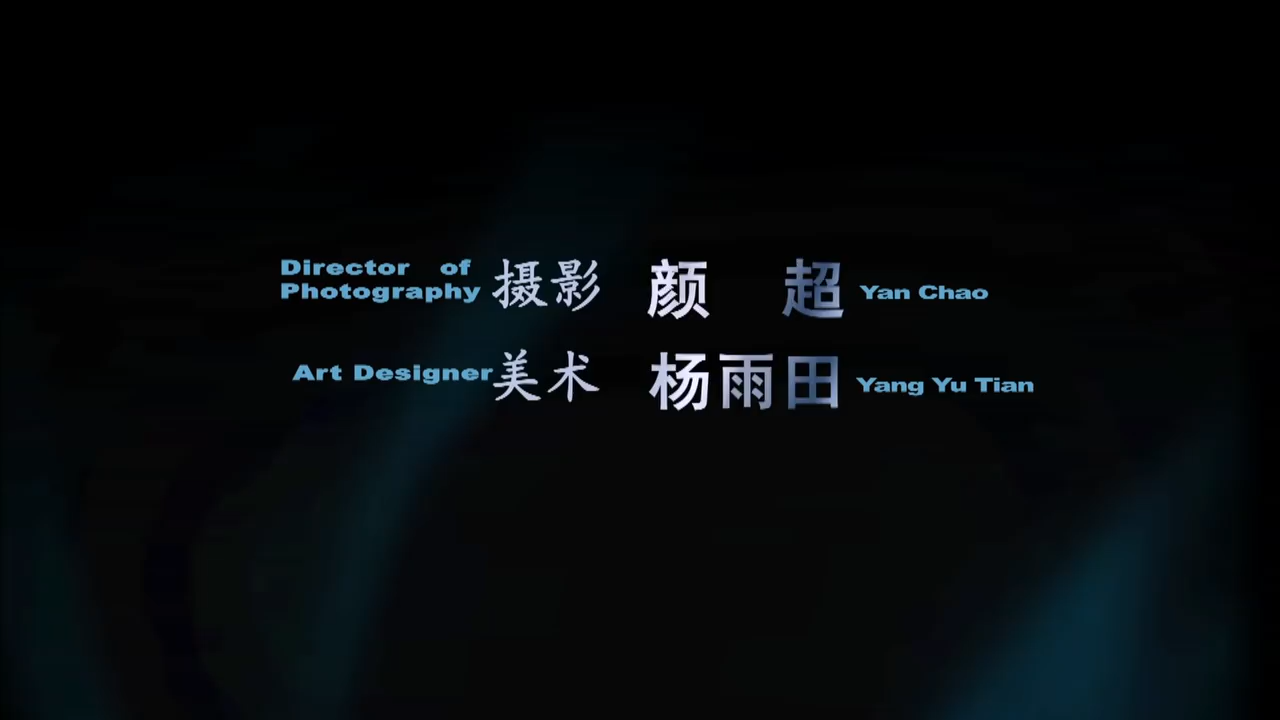 Director of
Photography 摄影 颜 超 Yan Chao
Art Designer 美术 杨雨田 Yang Yu Tian